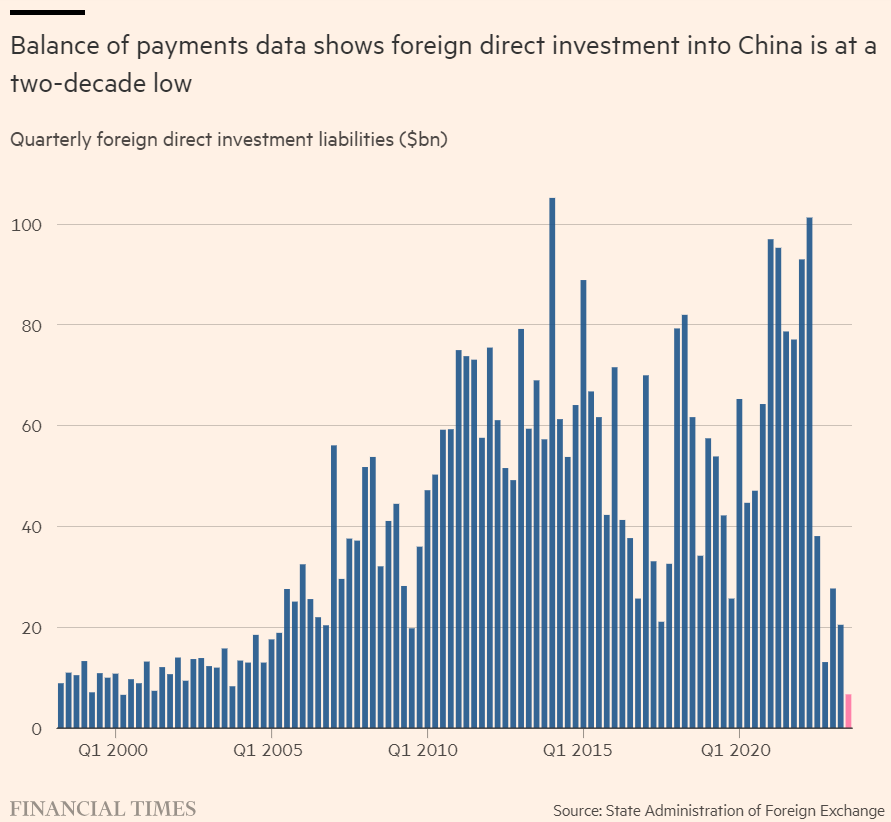 Balance of payments data shows foreign direct investment into China is at a
two-decade low
Quarterly foreign direct investment liabilities ($bn)
100
80
60
40
20
0
Q1 2000
Q1 2005
Q1 2010
Q1 2015
Q1 2020
FINANCIAL TIMES
Source: State Administration of Foreign Exchange